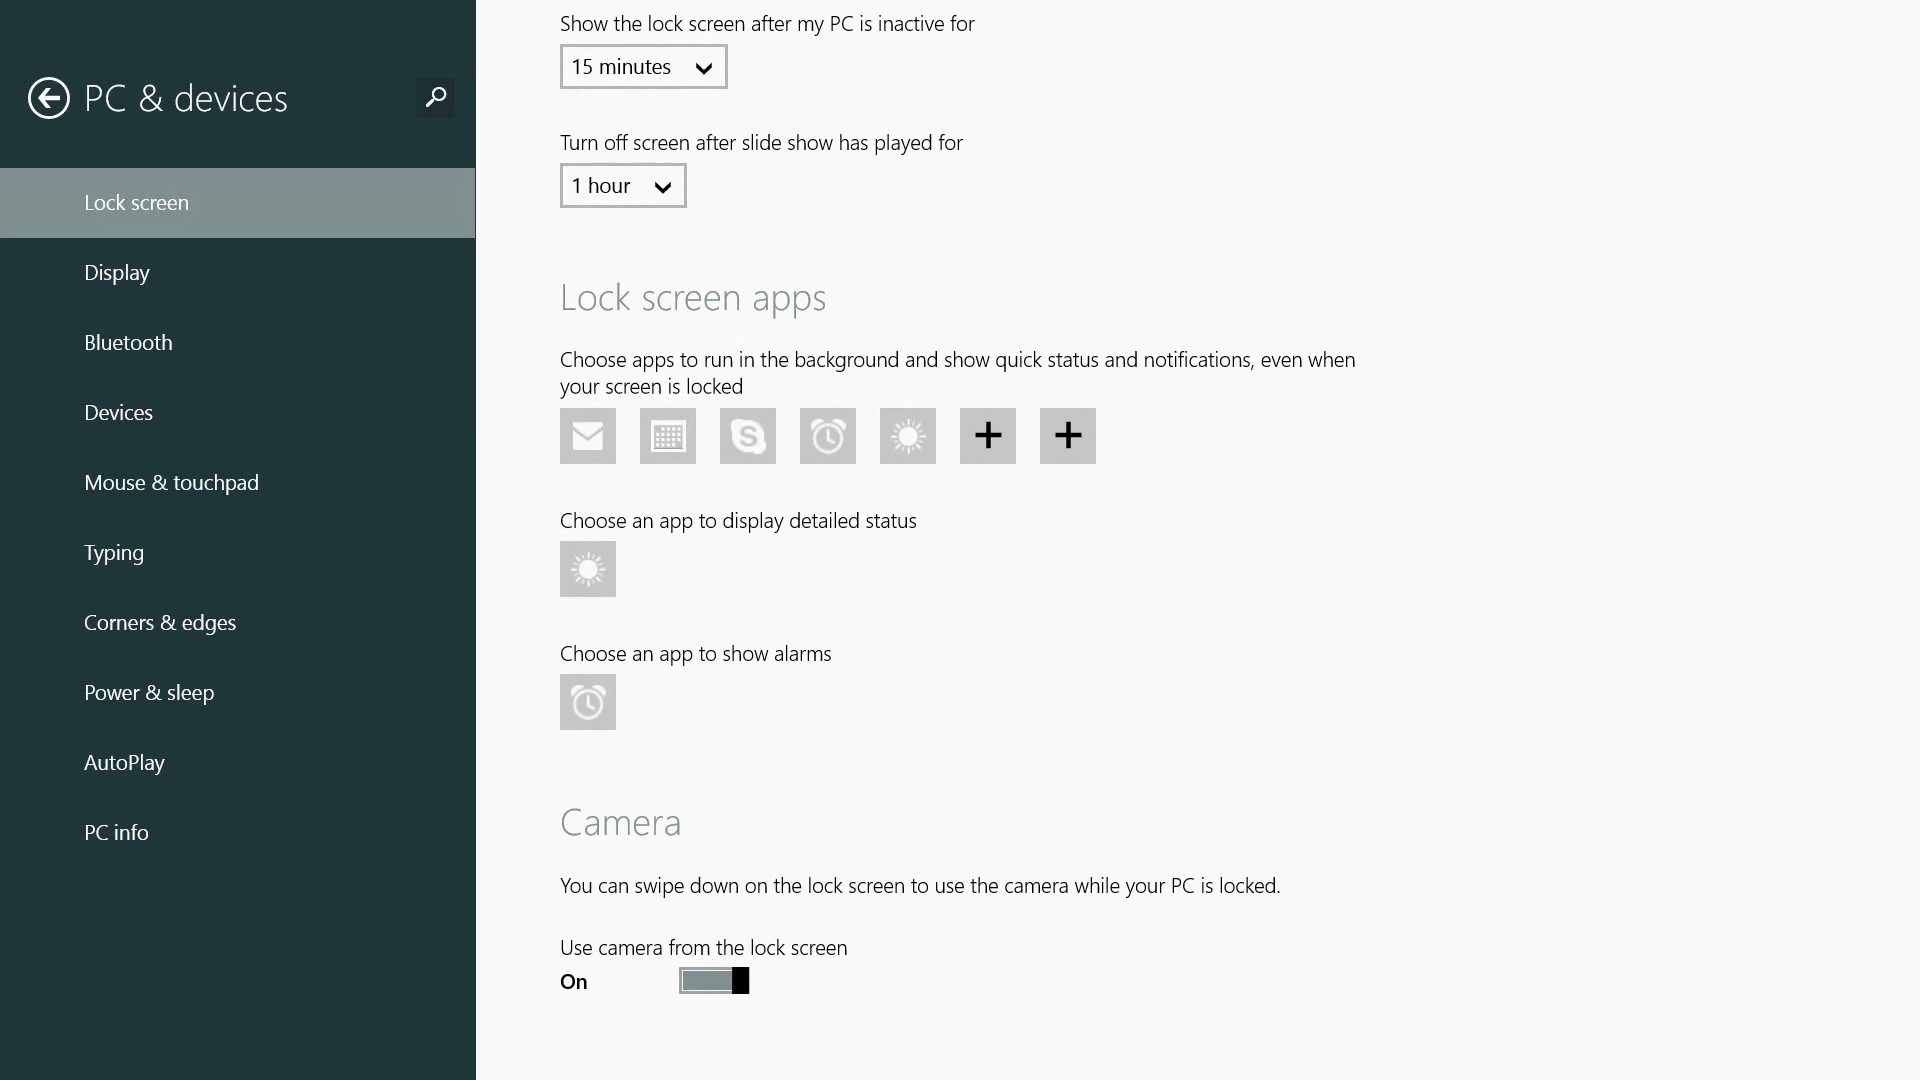 PC & devices
Lock screen
Display
Bluetooth
Devices
Mouse & touchpad
Typing
Corners & edges
Power & sleep
AutoPlay
PC info
Show the lock screen after my PC is inactive for
15 minutes
Turn off screen after slide show has played for
1 hour
Lock screen apps
Choose apps to run in the background and show quick status and notifications, even when
your screen is locked
Choose an app to display detailed status
Choose an app to show alarms
Camera
You can swipe down on the lock screen to use the camera while your PC is locked.
Use camera from the lock screen
On